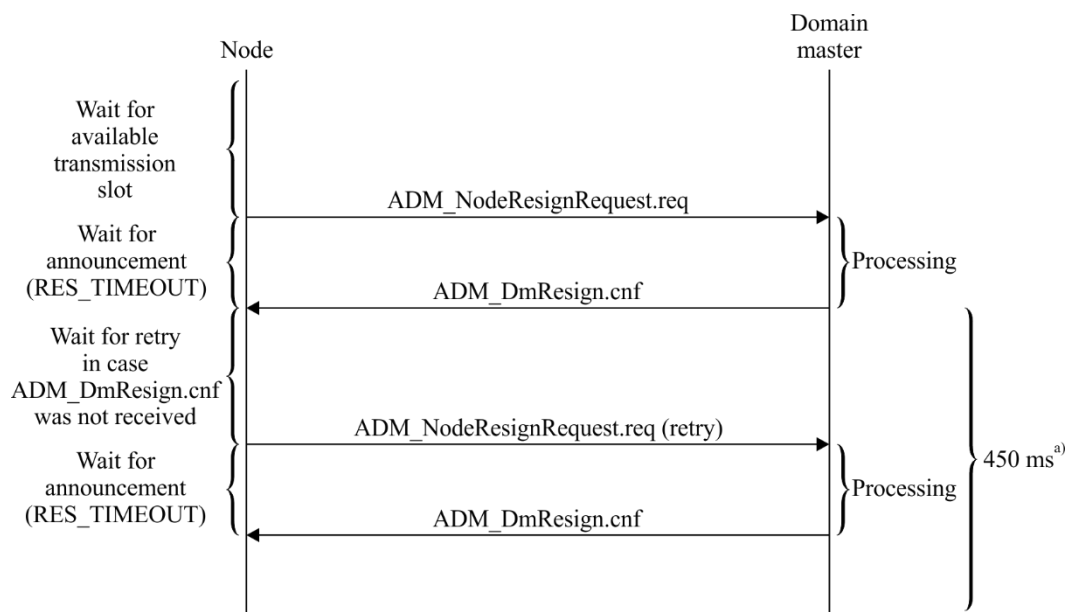 Node
Domain
master
Wait for
available
transmission
slot
ADM_NodeResignRequest.req
Wait for
announcement
(RES_TIMEOUT)
Processing
ADM_DmResign.cnf
Wait for retry
in case
ADM_DmResign.cnf
was not received
ADM_NodeResignRequest.req (retry)
Wait for
announcement
(RES_TIMEOUT)
Processing
450 ms a)
ADM_DmResign.cnf